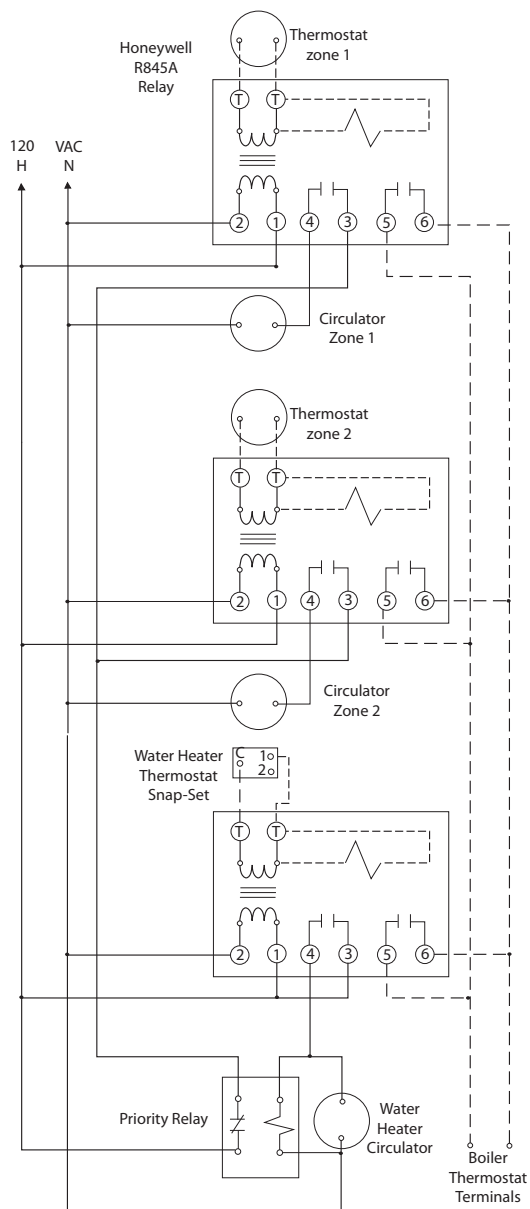 Honeywell
R845A
Relay
Thermostat
zone 1
120 VAC
H N
T T
2 1 4 3 5 6
Circulator
Zone 1
Thermostat
zone 2
T T
2 1 4 3 5 6
Circulator
Zone 2
Water Heater
Thermostat
Snap-Set
C 1
2
T T
2 1 4 3 5 6
Priority Relay
Water
Heater
Circulator
Boiler
Thermostat
Terminals